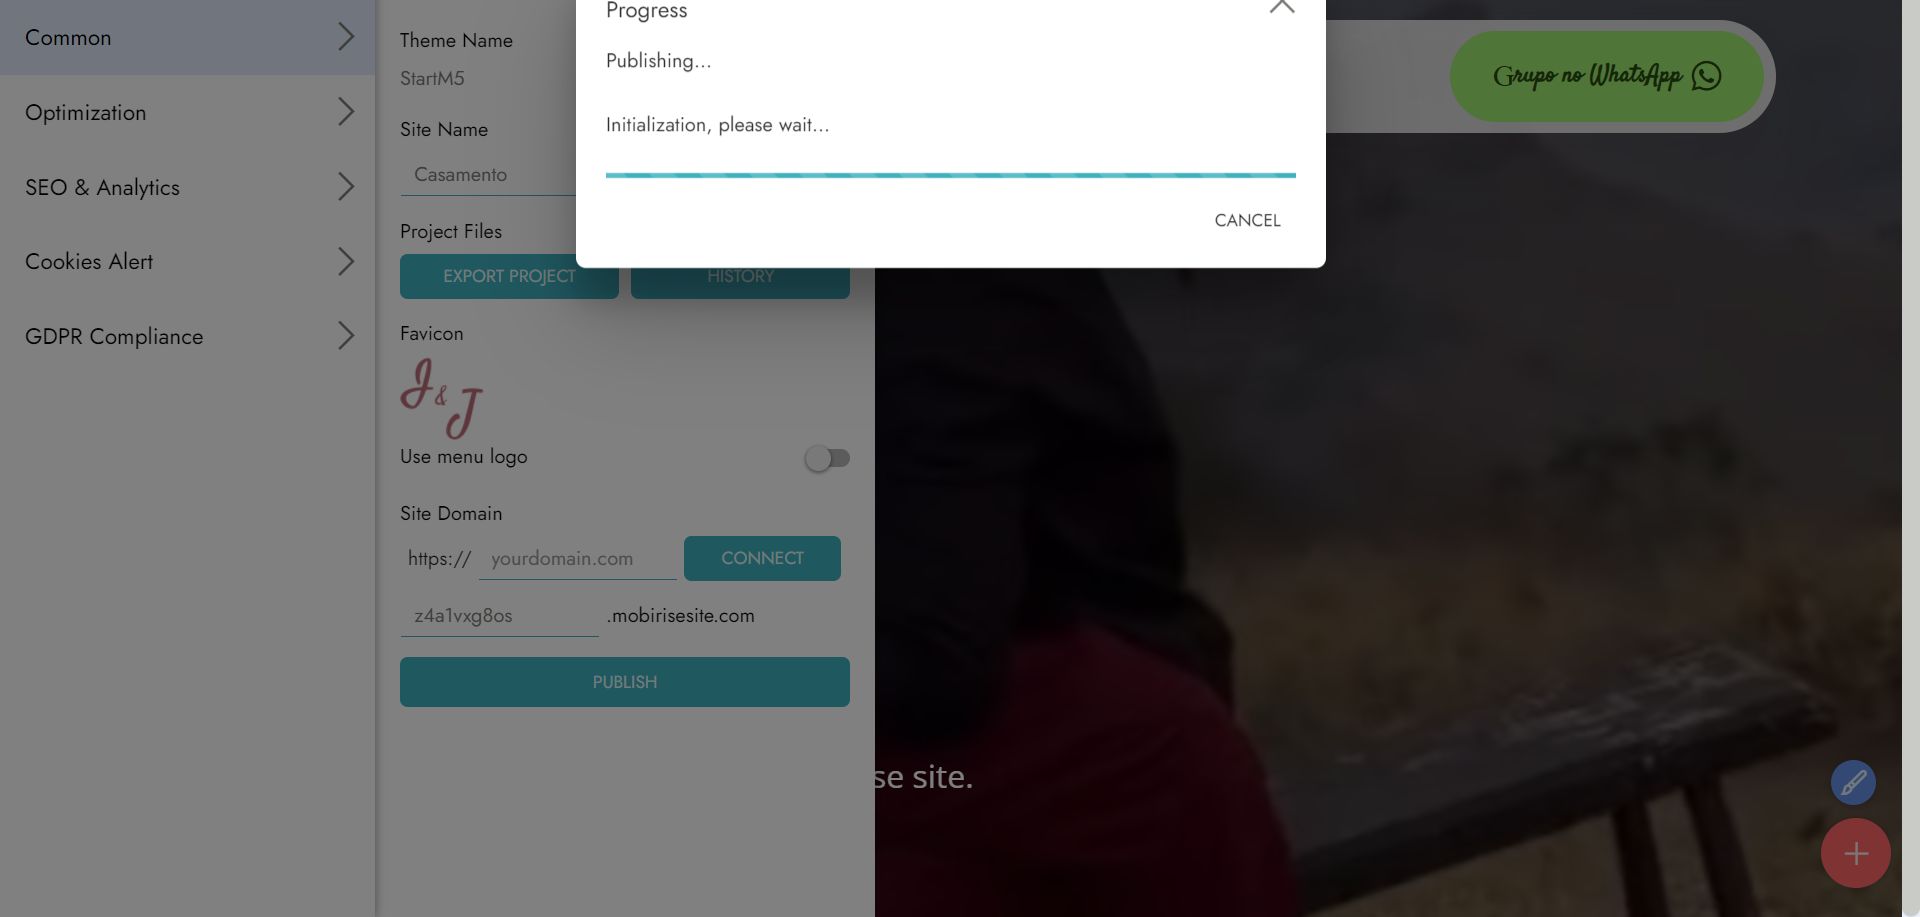 Common
Optimization
SEO & Analytics
Cookies Alert
GDPR Compliance
Theme Name
StartM5
Site Name
Casamento
Project Files
EXPORT PROJECT
HISTORY
Favicon
J & J
Use menu logo
Site Domain
https://
yourdomain.com
CONNECT
z4a1vxg8os
.mobirisesite.com
PUBLISH
Progress
Publishing...
Initialization, please wait...
CANCEL
Grupo no WhatsApp
se site.